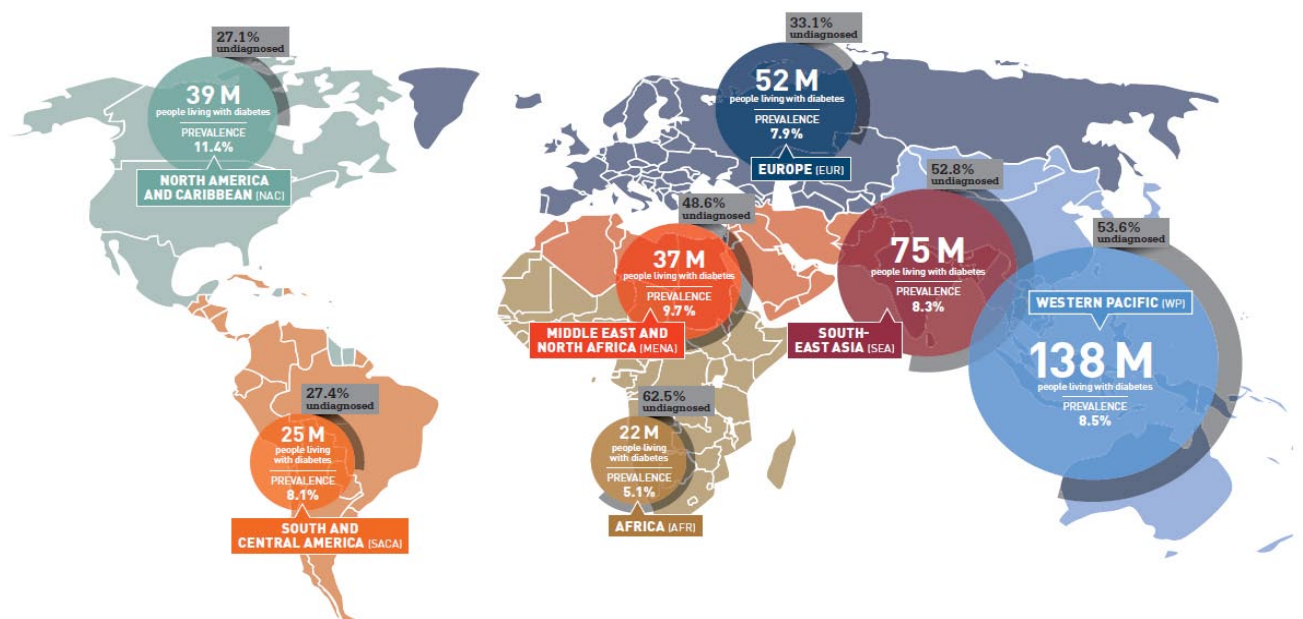 27.1%
undiagnosed
39 M
people living with diabetes
PREVALENCE
11.4%
NORTH AMERICA
AND CARIBBEAN (NAC)
33.1%
undiagnosed
52 M
people living with diabetes
PREVALENCE
7.9%
EUROPE (EUR)
48.6%
undiagnosed
37 M
people living with diabetes
PREVALENCE
9.7%
MIDDLE EAST AND
NORTH AFRICA (MENA)
52.8%
undiagnosed
75 M
people living with diabetes
PREVALENCE
8.3%
SOUTH-
EAST ASIA (SEA)
53.6%
undiagnosed
WESTERN PACIFIC (WP)
138 M
people living with diabetes
PREVALENCE
8.5%
27.4%
undiagnosed
25 M
people living
with diabetes
PREVALENCE
8.1%
SOUTH AND
CENTRAL AMERICA (SACA)
62.5%
undiagnosed
22 M
people living
with diabetes
PREVALENCE
5.1%
AFRICA (AFR)